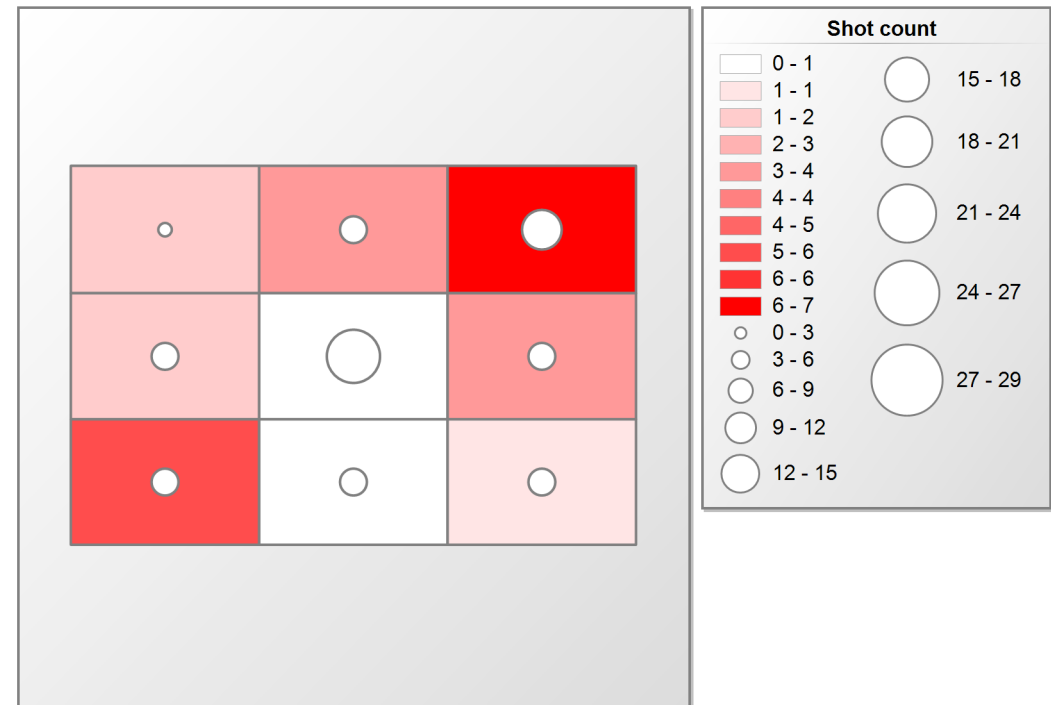 Shot count
0 - 1
1 - 1
1 - 2
2 - 3
3 - 4
4 - 4
4 - 5
5 - 6
6 - 6
6 - 7
0 - 3
3 - 6
6 - 9
9 - 12
12 - 15
15 - 18
18 - 21
21 - 24
24 - 27
27 - 29